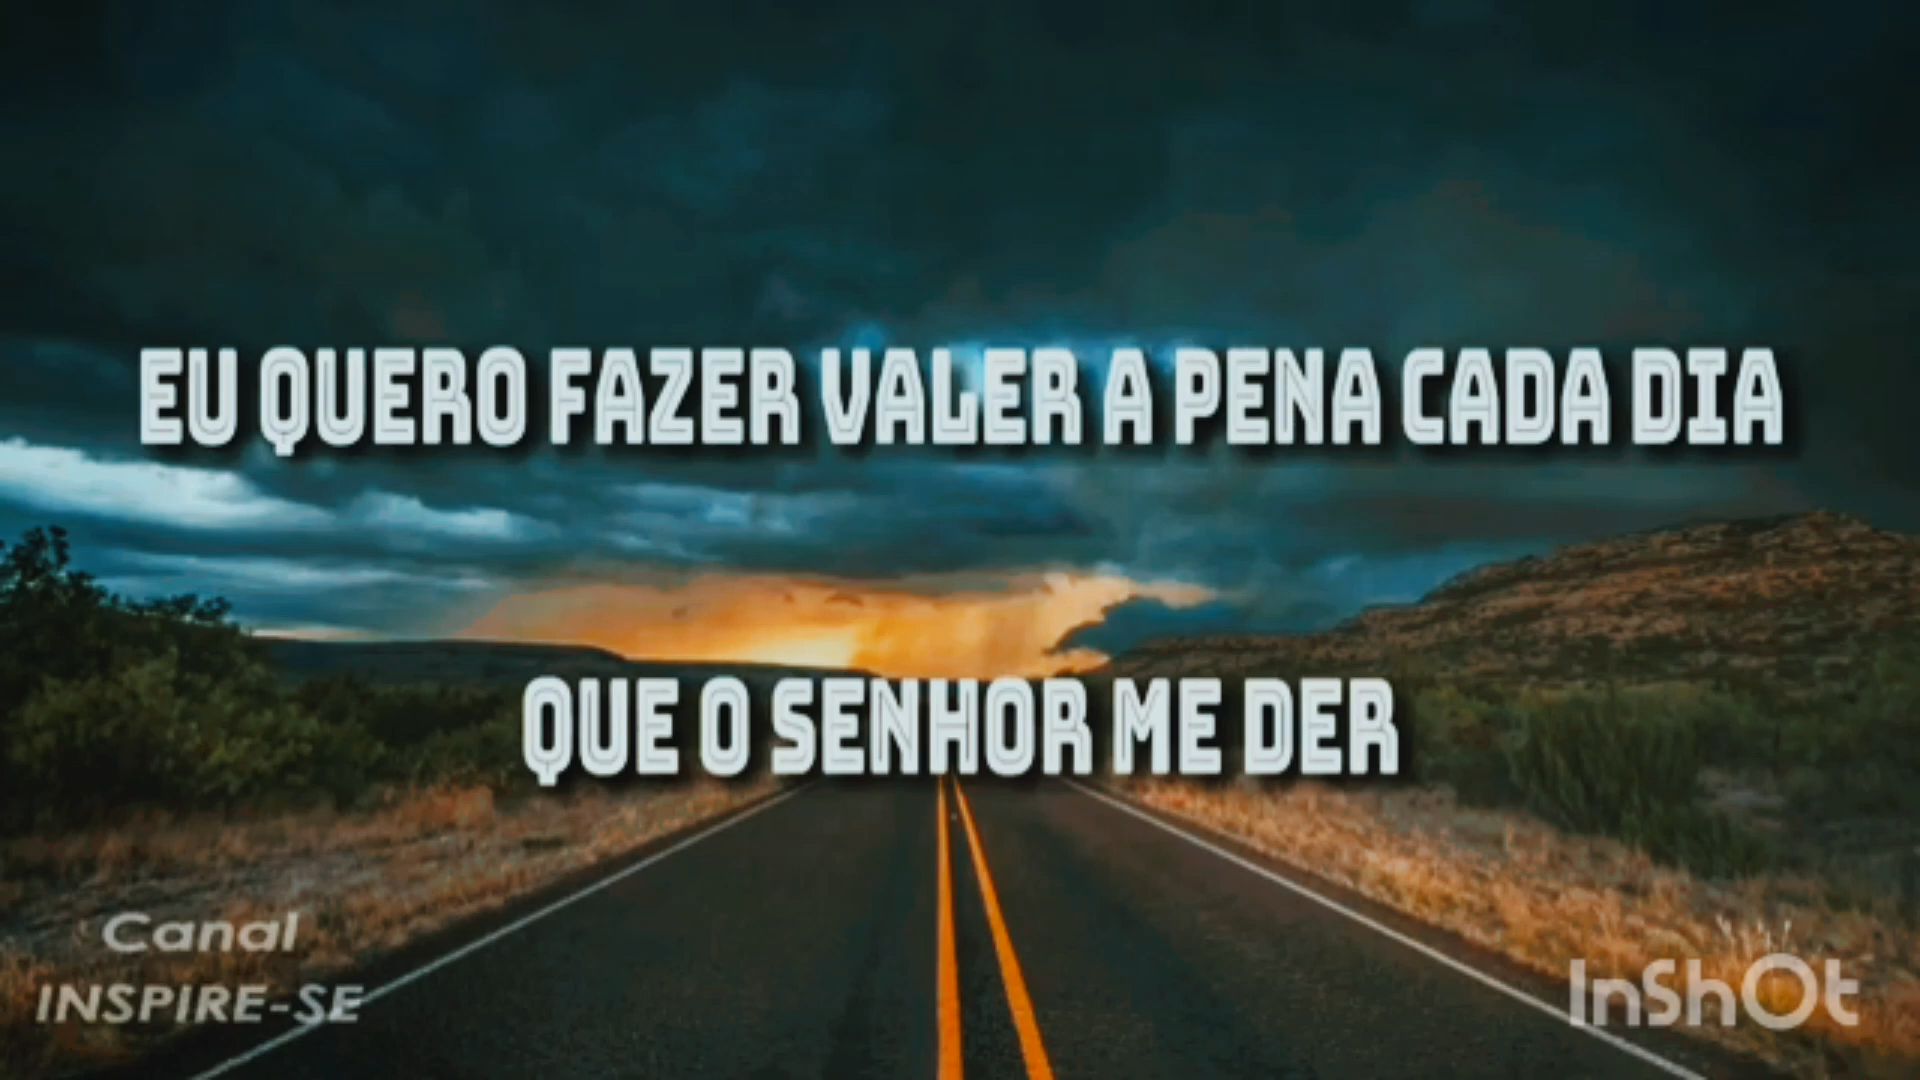 EU QUERO FAZER VALER A PENA CADA DIA
QUE O SENHOR ME DER
Canal
INSPIRE-SE
InShOt